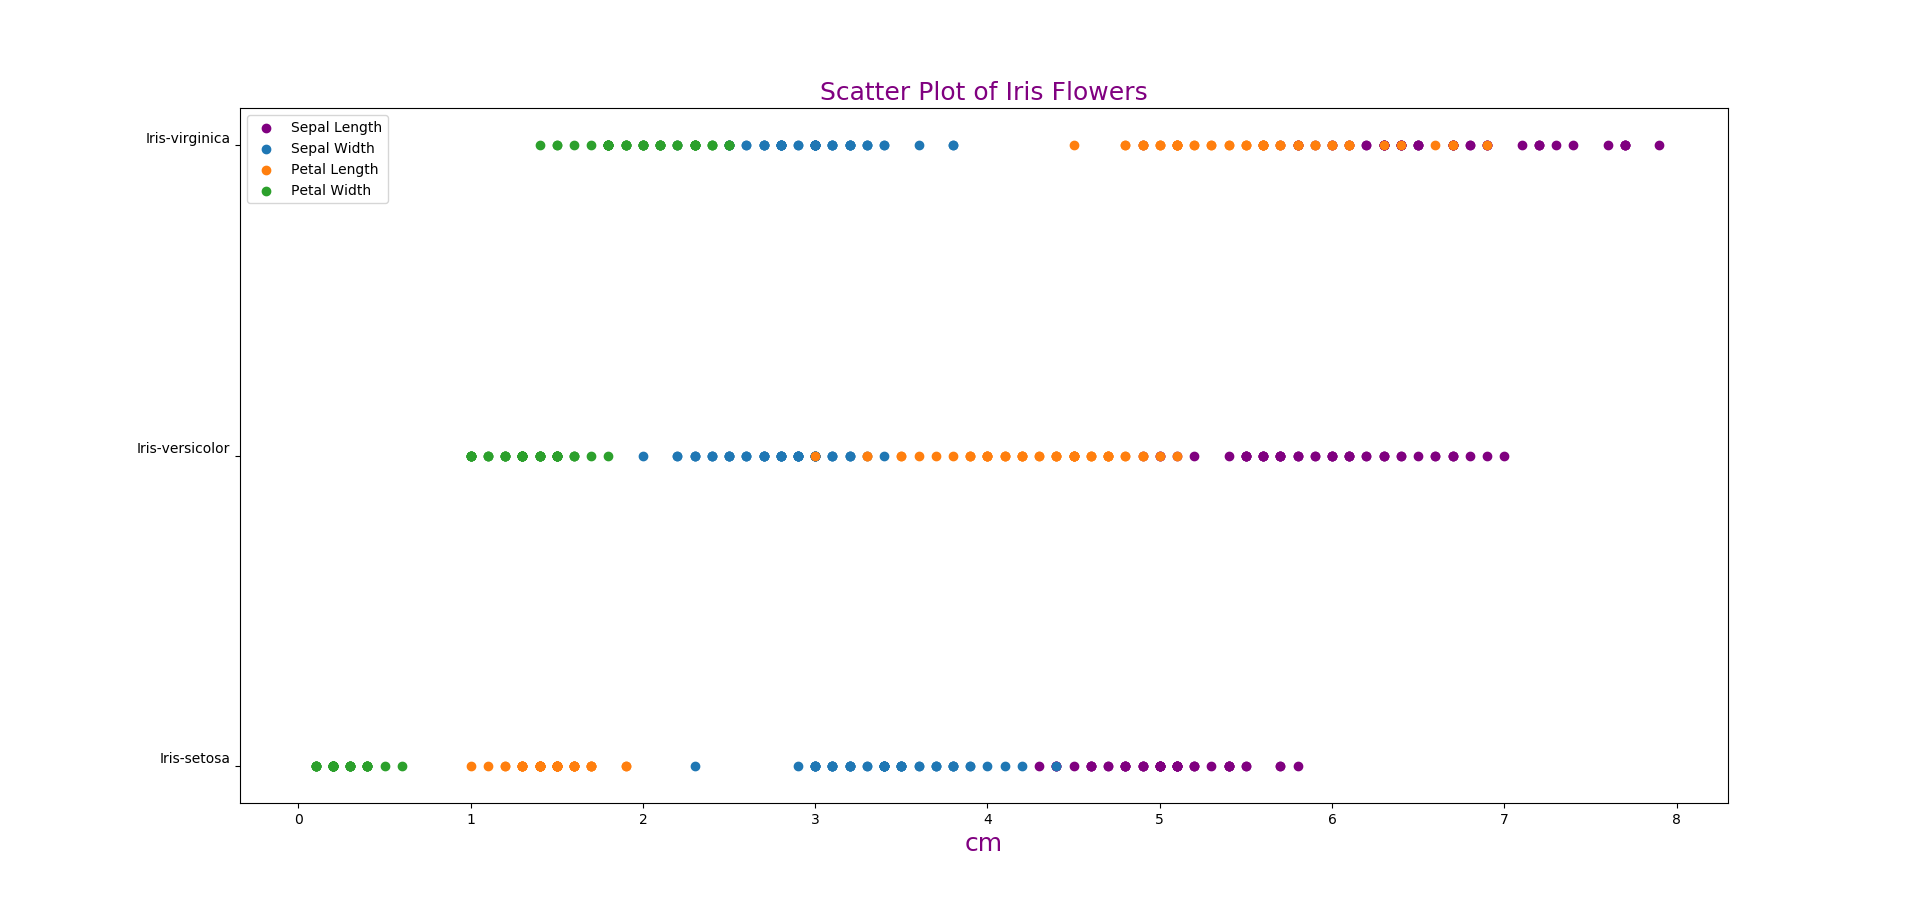 Scatter Plot of Iris Flowers
Sepal Length
Sepal Width
Petal Length
Petal Width
Iris-virginica
Iris-versicolor
Iris-setosa
0 1 2 3 4 5 6 7 8
cm